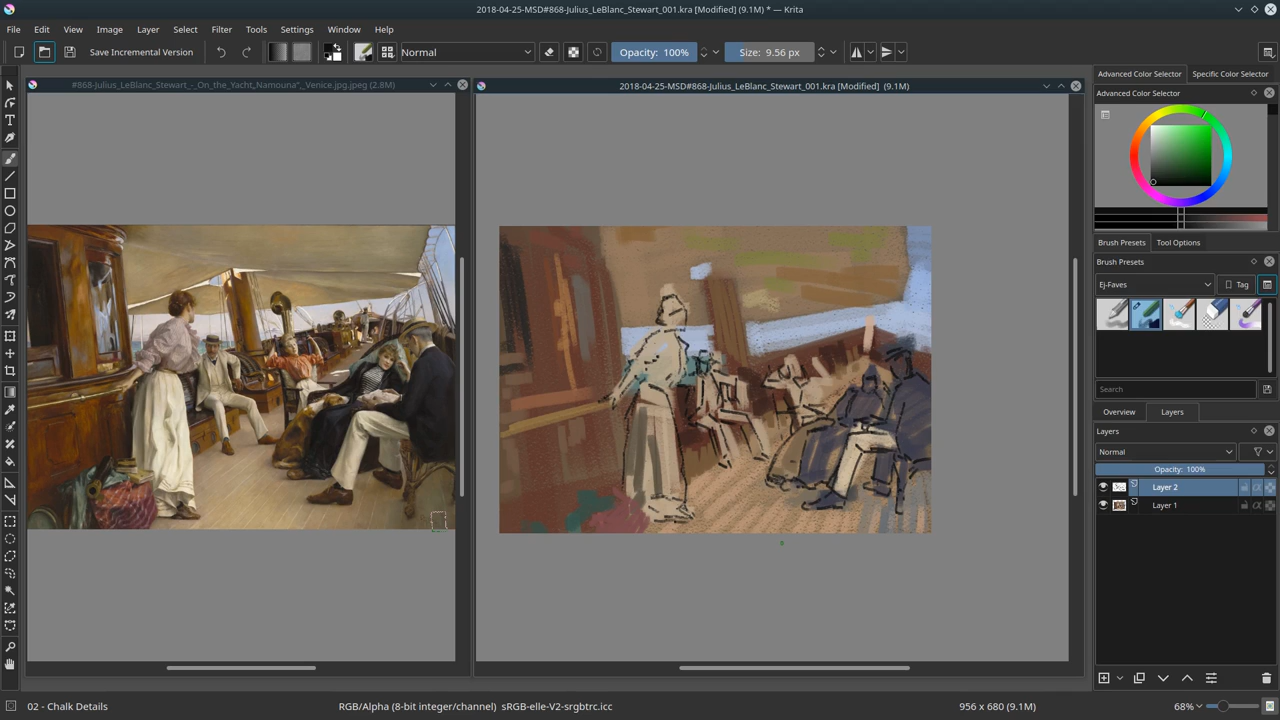 2018-04-25-MSD#868-Julius_LeBlanc_Stewart_001.kra [Modified] (9.1M) * — Krita
File Edit View Image Layer Select Filter Tools Settings Window Help
Save Incremental Version Normal Opacity: 100% Size: 9.56 px
#868-Julius_LeBlanc_Stewart_-_On_the_Yacht_Namouna"_Venice.jpg.jpeg (2.8M)
2018-04-25-MSD#868-Julius_LeBlanc_Stewart_001.kra [Modified] (9.1M)
Advanced Color Selector Specific Color Selector
Advanced Color Selector
Brush Presets Tool Options
Brush Presets
Ej-Faves Tag
Search
Overview Layers
Layers
Normal
Opacity: 100%
Layer 2
Layer 1
02 - Chalk Details RGB/Alpha (8-bit integer/channel) sRGB-elle-V2-srgbtrc.icc 956 x 680 (9.1M) 68%